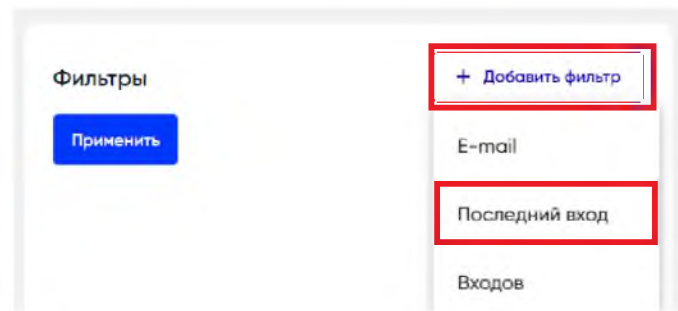 Фильтры
+ Добавить фильтр
Применить
E-mail
Последний вход
Входов